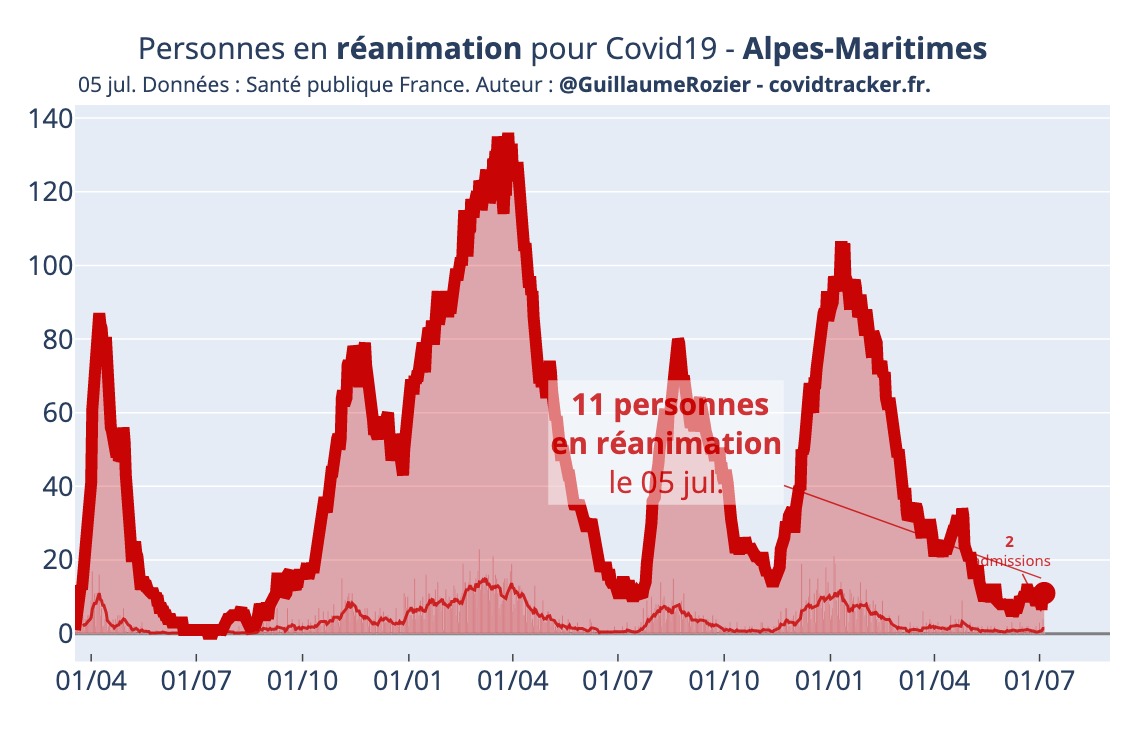 Personnes en réanimation pour Covid19 - Alpes-Maritimes
05 jul. Données : Santé publique France. Auteur : @GuillaumeRozier - covidtracker.fr.
140
120
100
80
60
40
20
0
11 personnes
en réanimation
le 05 jul.
2
admissions
01/04 01/07 01/10 01/01 01/04 01/07 01/10 01/01 01/04 01/07